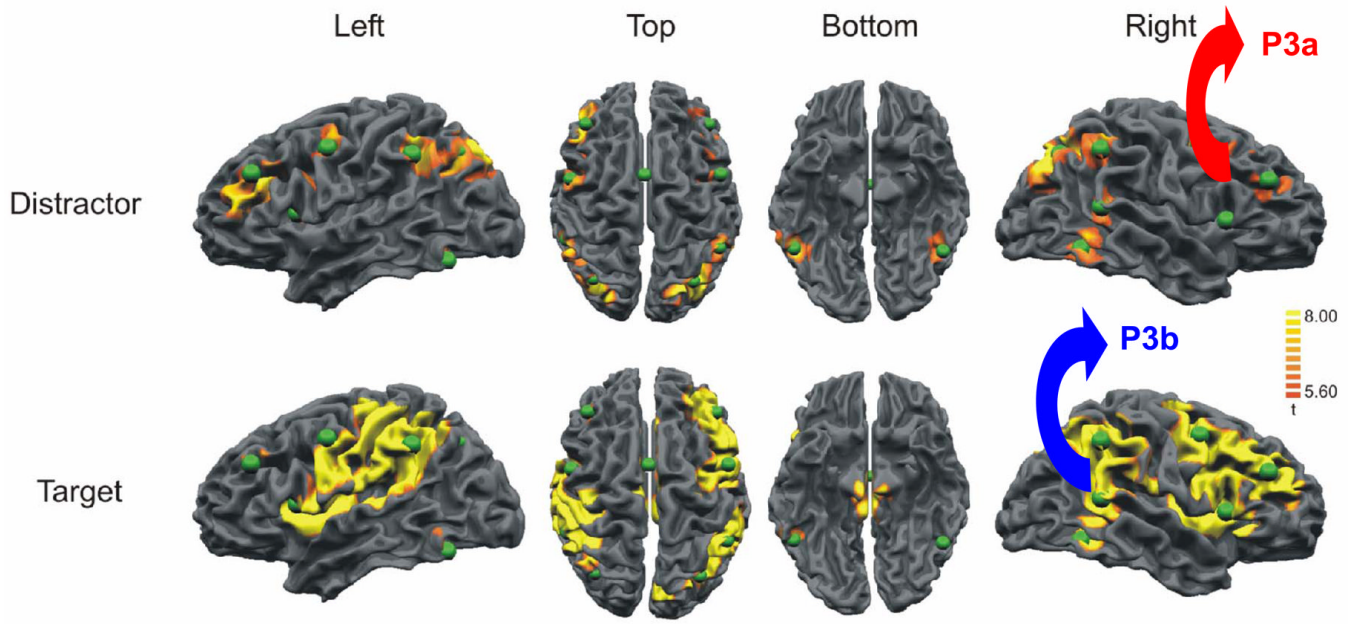 Left Top Bottom Right
P3a
Distractor
P3b
8.00
5.60
t
Target